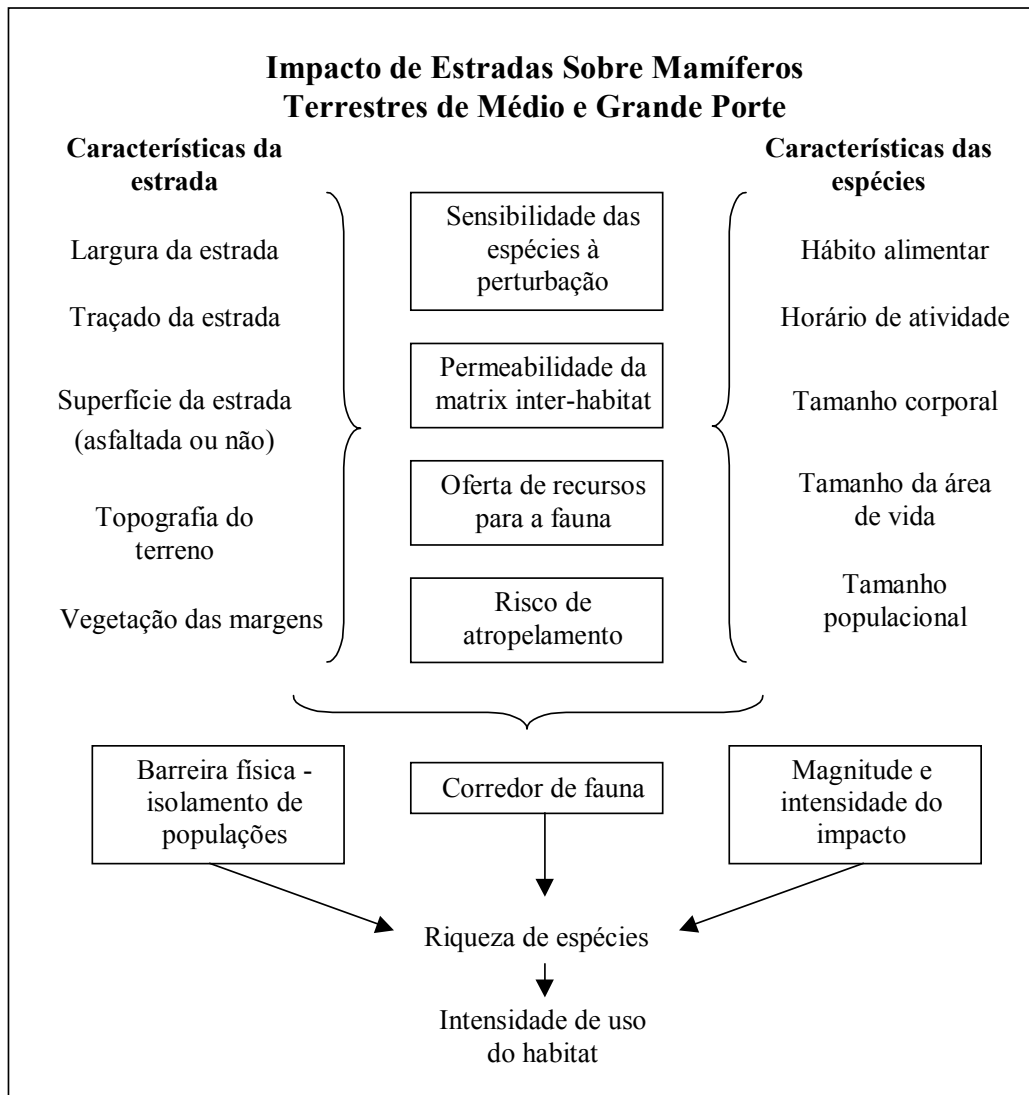 Impacto de Estradas Sobre Mamíferos
Terrestres de Médio e Grande Porte
Características da
estrada
Largura da estrada
Traçado da estrada
Superfície da estrada
(asfaltada ou não)
Topografia do
terreno
Vegetação das margens
Sensibilidade das
espécies à
perturbação
Permeabilidade da
matrix inter-habitat
Oferta de recursos
para a fauna
Risco de
atropelamento
Características das
espécies
Hábito alimentar
Horário de atividade
Tamanho corporal
Tamanho da área
de vida
Tamanho
populacional
Barreira física -
isolamento de
populações
Corredor de fauna
Magnitude e
intensidade do
impacto
Riqueza de espécies
Intensidade de uso
do habitat